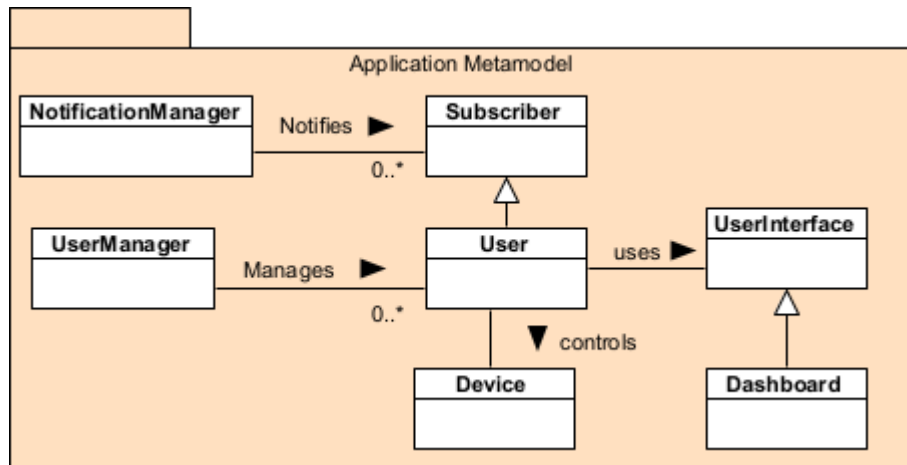 Application Metamodel
NotificationManager
Notifies
0..*
Subscriber
UserManager
Manages
0..*
User
uses
UserInterface
controls
Device
Dashboard